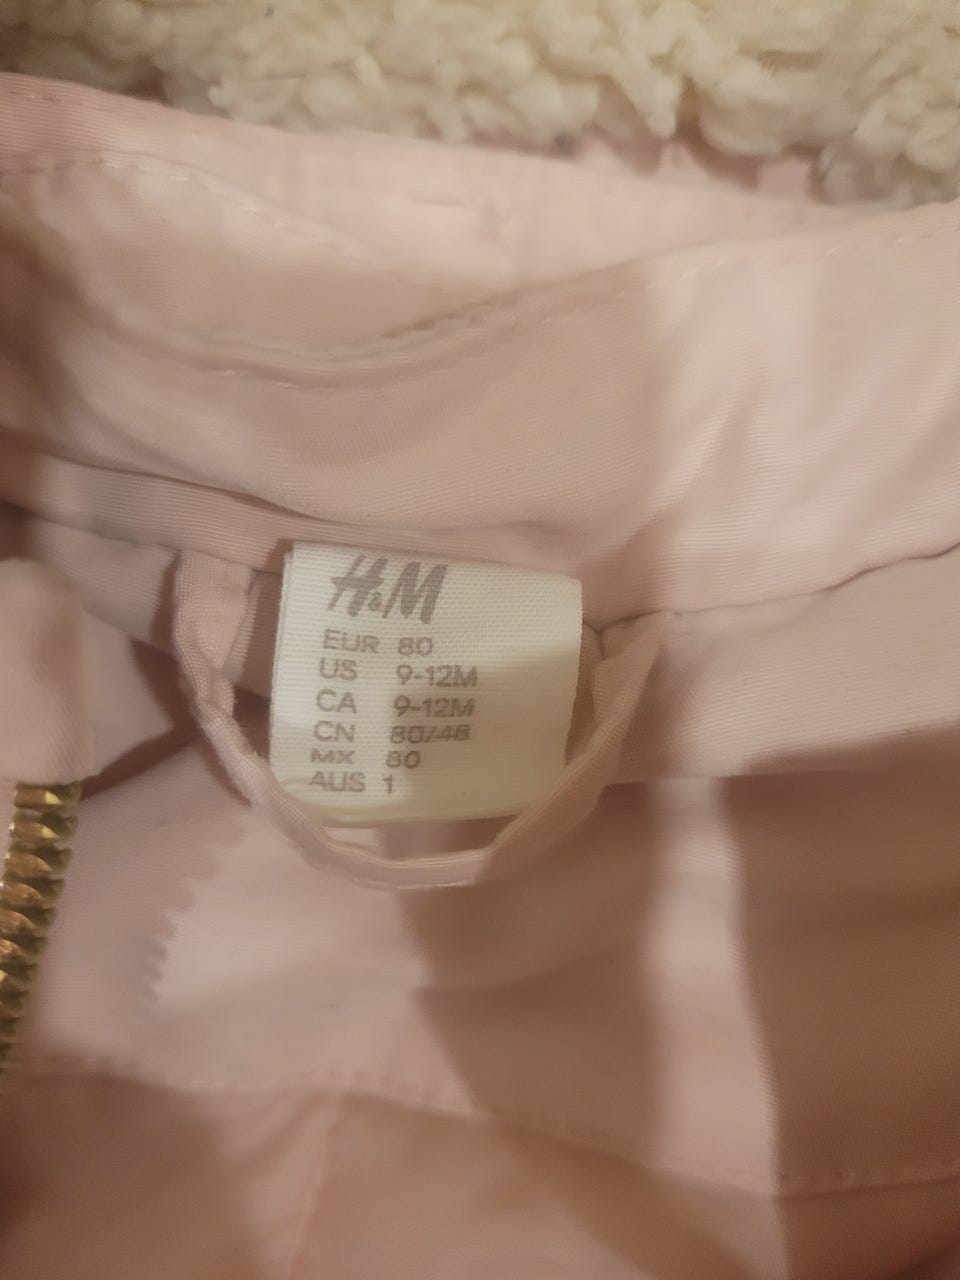 H&M
EUR 80
US 9-12M
CA 9-12M
CN 80/48
MX 80
AUS 1